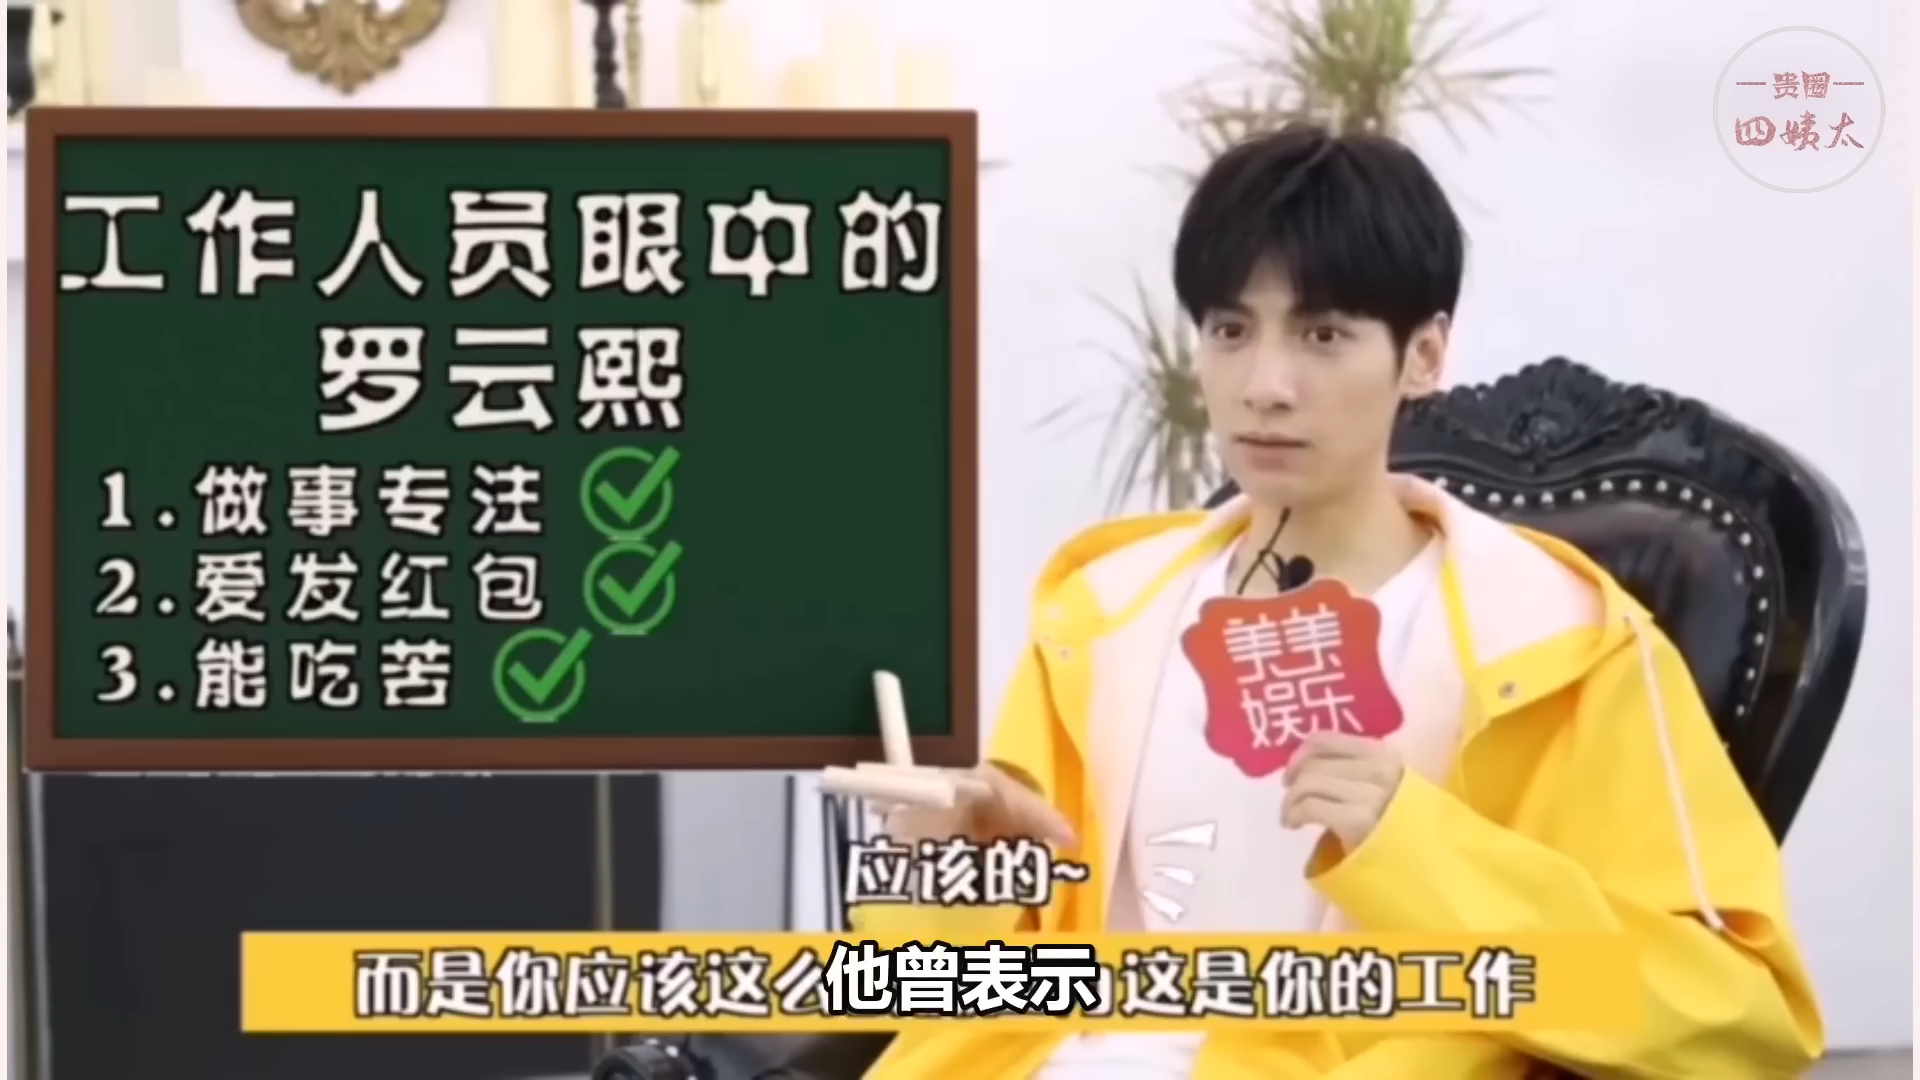 一贵圈一
四姨太
工作人员眼中的
罗云熙
1.做事专注
2.爱发红包
3.能吃苦
美美
娱乐
应该的~
而是你应该这么
这是你的工作
他曾表示